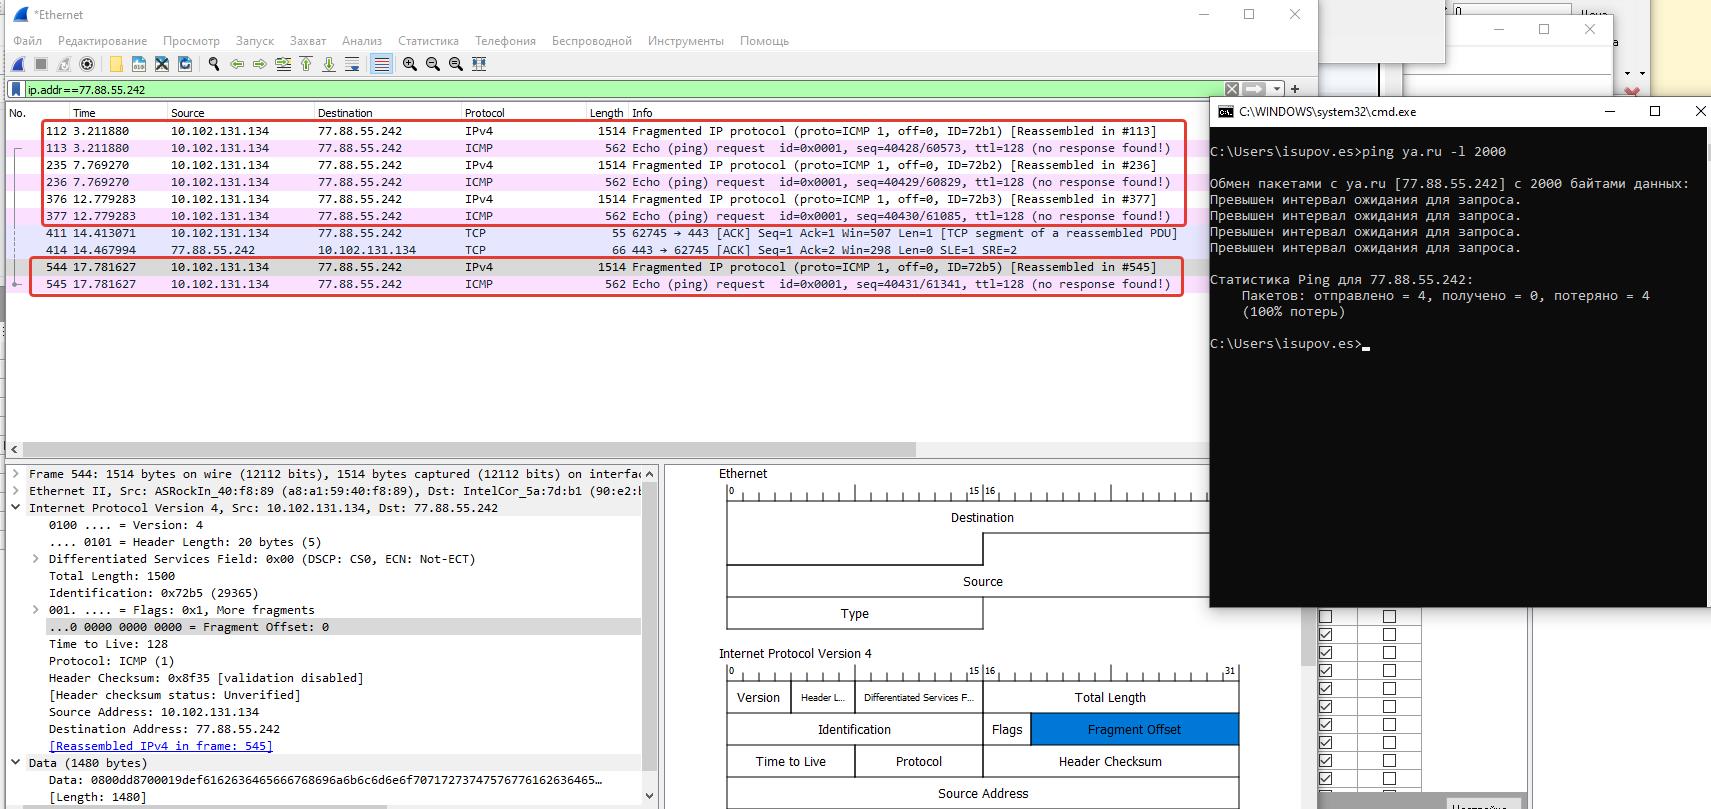 *Ethernet
Файл Редактирование Просмотр Запуск Захват Анализ Статистика Телефония Беспроводной Инструменты Помощь
ip.addr==77.88.55.242
No. Time Source Destination Protocol Length Info
112 3.211880 10.102.131.134 77.88.55.242 IPv4 1514 Fragmented IP protocol (proto=ICMP 1, off=0, ID=72b1) [Reassembled in #113]
113 3.211880 10.102.131.134 77.88.55.242 ICMP 562 Echo (ping) request id=0x0001, seq=40428/60573, ttl=128 (no response found!)
235 7.769270 10.102.131.134 77.88.55.242 IPv4 1514 Fragmented IP protocol (proto=ICMP 1, off=0, ID=72b2) [Reassembled in #236]
236 7.769270 10.102.131.134 77.88.55.242 ICMP 562 Echo (ping) request id=0x0001, seq=40429/60829, ttl=128 (no response found!)
376 12.779283 10.102.131.134 77.88.55.242 IPv4 1514 Fragmented IP protocol (proto=ICMP 1, off=0, ID=72b3) [Reassembled in #377]
377 12.779283 10.102.131.134 77.88.55.242 ICMP 562 Echo (ping) request id=0x0001, seq=40430/61085, ttl=128 (no response found!)
411 14.413071 10.102.131.134 77.88.55.242 TCP 55 62745 → 443 [ACK] Seq=1 Ack=1 Win=507 Len=1 [TCP segment of a reassembled PDU]
414 14.467994 77.88.55.242 10.102.131.134 TCP 66 443 → 62745 [ACK] Seq=1 Ack=2 Win=298 Len=0 SLE=1 SRE=2
544 17.781627 10.102.131.134 77.88.55.242 IPv4 1514 Fragmented IP protocol (proto=ICMP 1, off=0, ID=72b5) [Reassembled in #545]
545 17.781627 10.102.131.134 77.88.55.242 ICMP 562 Echo (ping) request id=0x0001, seq=40431/61341, ttl=128 (no response found!)
C:\WINDOWS\system32\cmd.exe
C:\Users\isupov.es>ping ya.ru -l 2000
Обмен пакетами с ya.ru [77.88.55.242] с 2000 байтами данных:
Превышен интервал ожидания для запроса.
Превышен интервал ожидания для запроса.
Превышен интервал ожидания для запроса.
Превышен интервал ожидания для запроса.
Статистика Ping для 77.88.55.242:
Пакетов: отправлено = 4, получено = 0, потеряно = 4
(100% потерь)
C:\Users\isupov.es>
Frame 544: 1514 bytes on wire (12112 bits), 1514 bytes captured (12112 bits) on interfac
Ethernet II, Src: ASRockIn_40:f8:89 (a8:a1:59:40:f8:89), Dst: IntelCor_5a:7d:b1 (90:e2:b
Internet Protocol Version 4, Src: 10.102.131.134, Dst: 77.88.55.242
0100 .... = Version: 4
.... 0101 = Header Length: 20 bytes (5)
Differentiated Services Field: 0x00 (DSCP: CS0, ECN: Not-ECT)
Total Length: 1500
Identification: 0x72b5 (29365)
001. .... = Flags: 0x1, More fragments
...0 0000 0000 0000 = Fragment Offset: 0
Time to Live: 128
Protocol: ICMP (1)
Header Checksum: 0x8f35 [validation disabled]
[Header checksum status: Unverified]
Source Address: 10.102.131.134
Destination Address: 77.88.55.242
[Reassembled IPv4 in frame: 545]
Data (1480 bytes)
Data: 0800dd8700019def6162636465666768696a6b6c6d6e6f7071727374757677616263646​5…
[Length: 1480]
Ethernet
0 15 16
Destination
Source
Type
Internet Protocol Version 4
0 15 16 31
Version Header L... Differentiated Services F... Total Length
Identification Flags Fragment Offset
Time to Live Protocol Header Checksum
Source Address